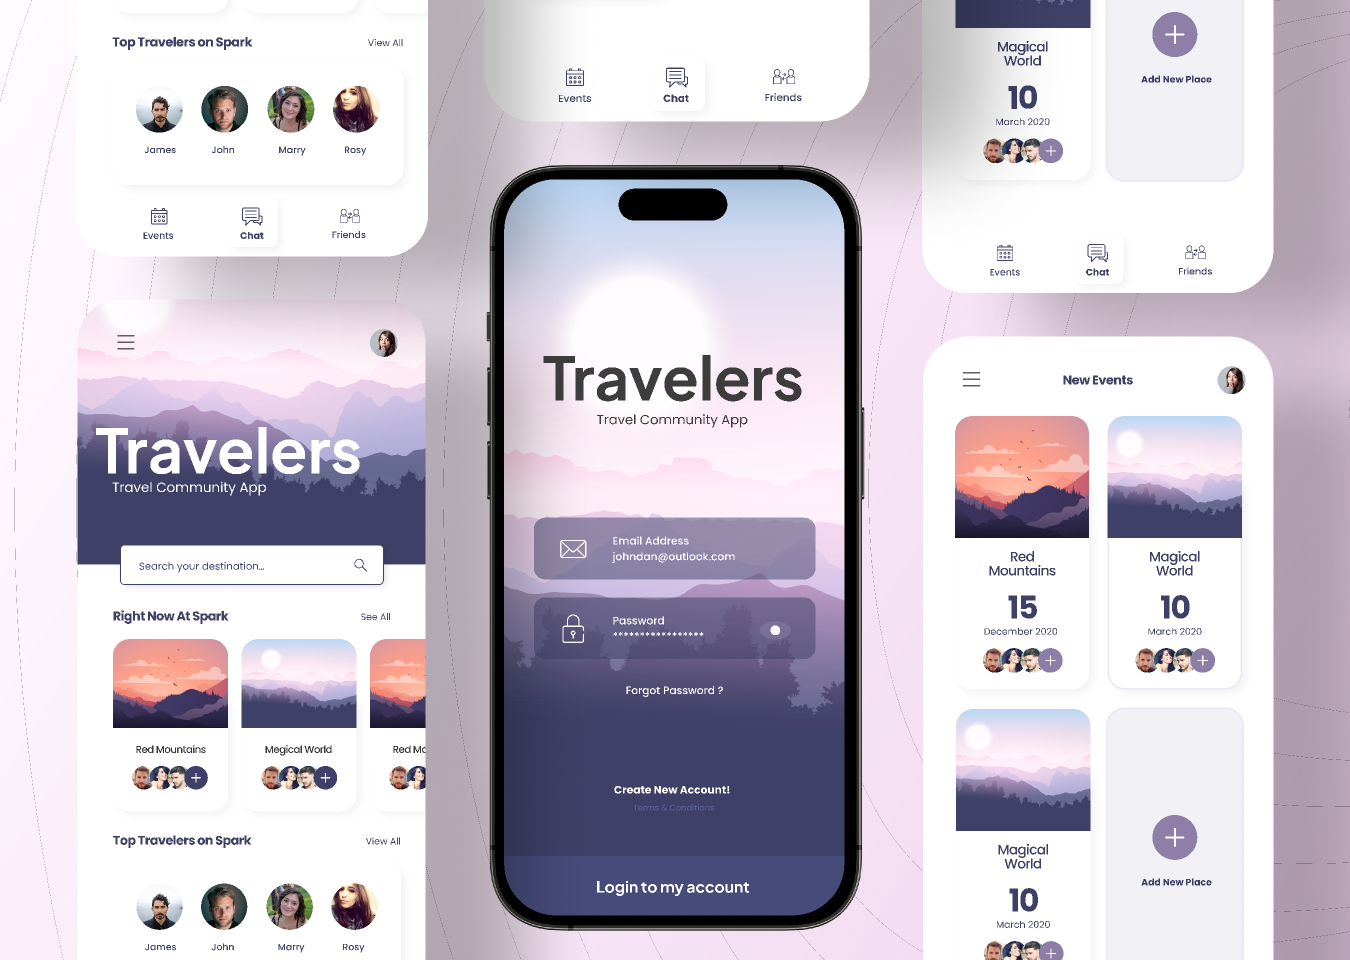 Top Travelers on Spark
View All
James
John
Marry
Rosy
Events
Chat
Friends
Travelers
Travel Community App
Search your destination...
Right Now At Spark
See All
Red Mountains
Megical World
Red Mo
Top Travelers on Spark
View All
James
John
Marry
Rosy
Events
Chat
Friends
Travelers
Travel Community App
Email Address
johndan@outlook.com
Password
*****************
Forgot Password ?
Create New Account!
Terms & Conditions
Login to my account
Magical
World
10
March 2020
Add New Place
Events
Chat
Friends
New Events
Red
Mountains
15
December 2020
Magical
World
10
March 2020
Magical
World
10
March 2020
Add New Place